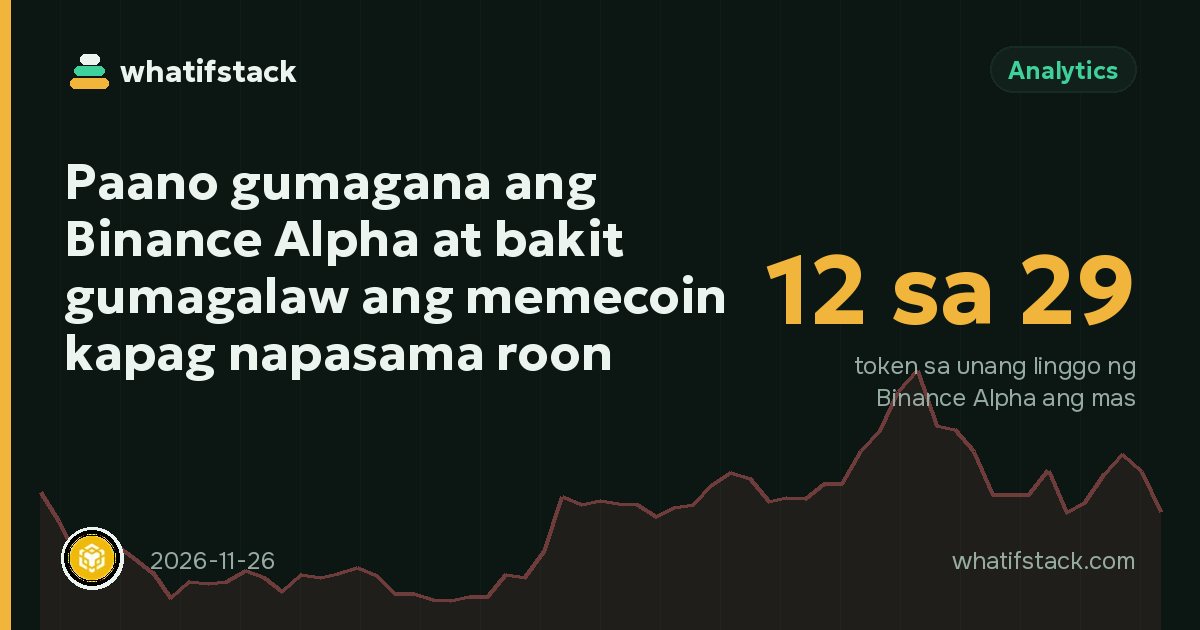 whatifstack
Analytics
Paano gumagana ang
Binance Alpha at bakit
gumagalaw ang memecoin
kapag napasama roon
12 sa 29
token sa unang linggo ng
Binance Alpha ang mas
2026-11-26
whatifstack.com